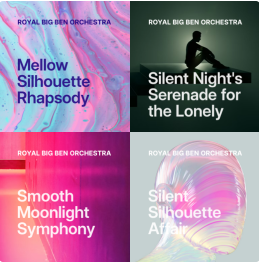 ROYAL BIG BEN ORCHESTRA
Mellow
Silhouette
Rhapsody
ROYAL BIG BEN ORCHESTRA
Silent Night's
Serenade for
the Lonely
ROYAL BIG BEN ORCHESTRA
Smooth
Moonlight
Symphony
ROYAL BIG BEN ORCHESTRA
Silent
Silhouette
Affair